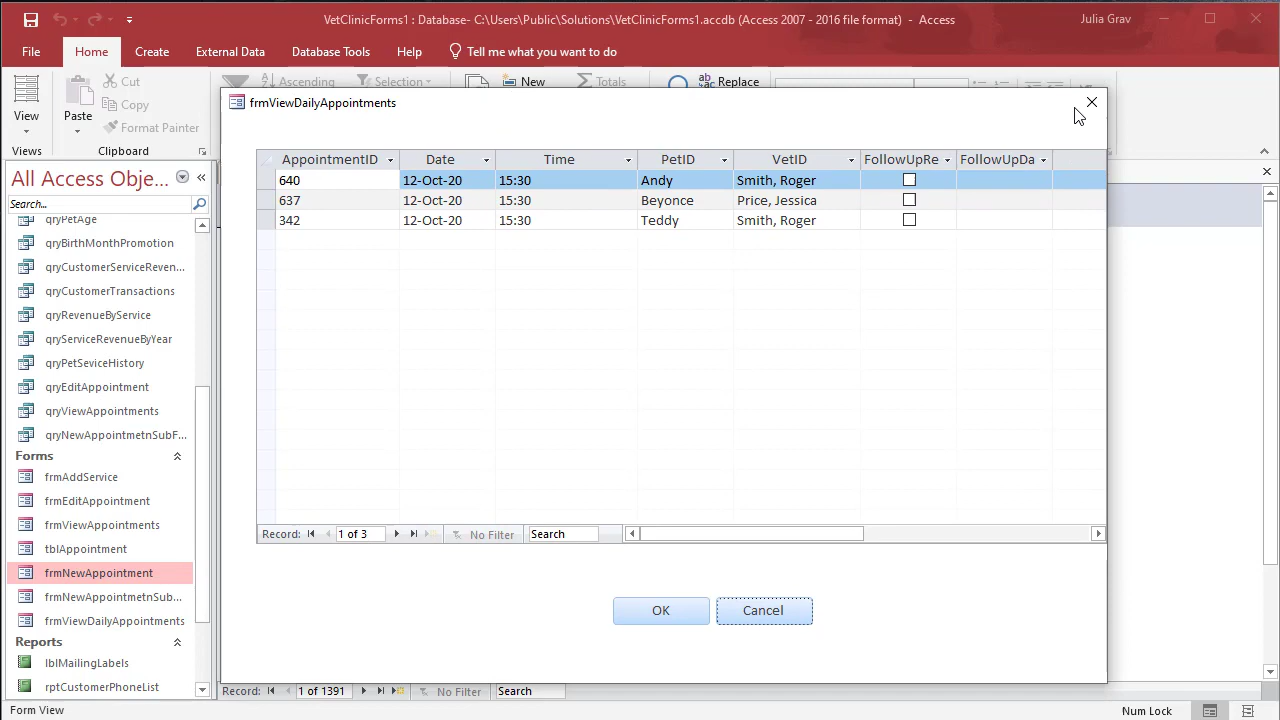 VetClinicForms1 : Database- C:\Users\Public\Solutions\VetClinicForms1.accdb (Access 2007 - 2016 file format) - Access
Julia Grav
File Home Create External Data Database Tools Help Tell me what you want to do
View
Views
Paste
Cut
Copy
Format Painter
Clipboard
Ascending Selection New Totals Replace
All Access Obje...
Search...
qryPetAge
qryBirthMonthPromotion
qryCustomerServiceReven...
qryCustomerTransactions
qryRevenueByService
qryServiceRevenueByYear
qryPetSeviceHistory
qryEditAppointment
qryViewAppointments
qryNewAppointmetnSubF...
Forms
frmAddService
frmEditAppointment
frmViewAppointments
tblAppointment
frmNewAppointment
frmNewAppointmetnSub...
frmViewDailyAppointments
Reports
lblMailingLabels
rptCustomerPhoneList
frmViewDailyAppointments
AppointmentID Date Time PetID VetID FollowUpRe FollowUpDa
640 12-Oct-20 15:30 Andy Smith, Roger
637 12-Oct-20 15:30 Beyonce Price, Jessica
342 12-Oct-20 15:30 Teddy Smith, Roger
Record: 1 of 3 No Filter Search
OK Cancel
Record: 1 of 1391 No Filter Search
Form View
Num Lock